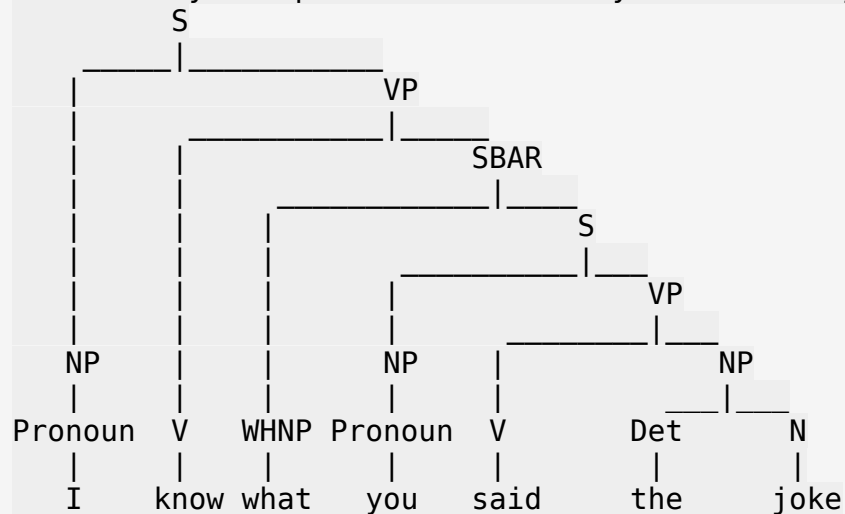 S
VP
SBAR
S
VP
NP NP NP
Pronoun V WHNP Pronoun V Det N
I know what you said the joke